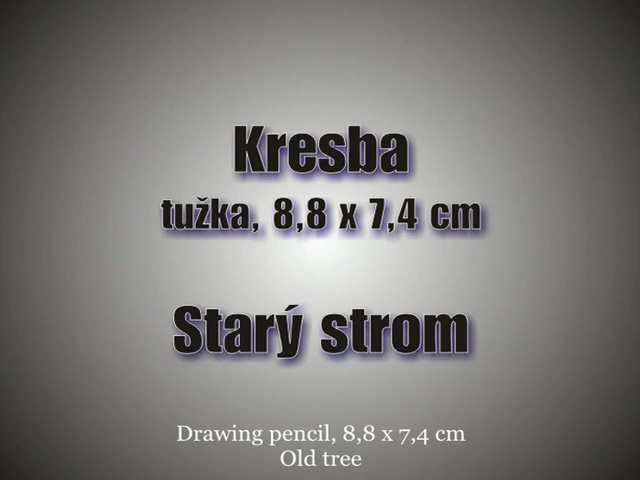 Kresba
tužka, 8,8 x 7,4 cm
Starý strom
Drawing pencil, 8,8 x 7,4 cm
Old tree